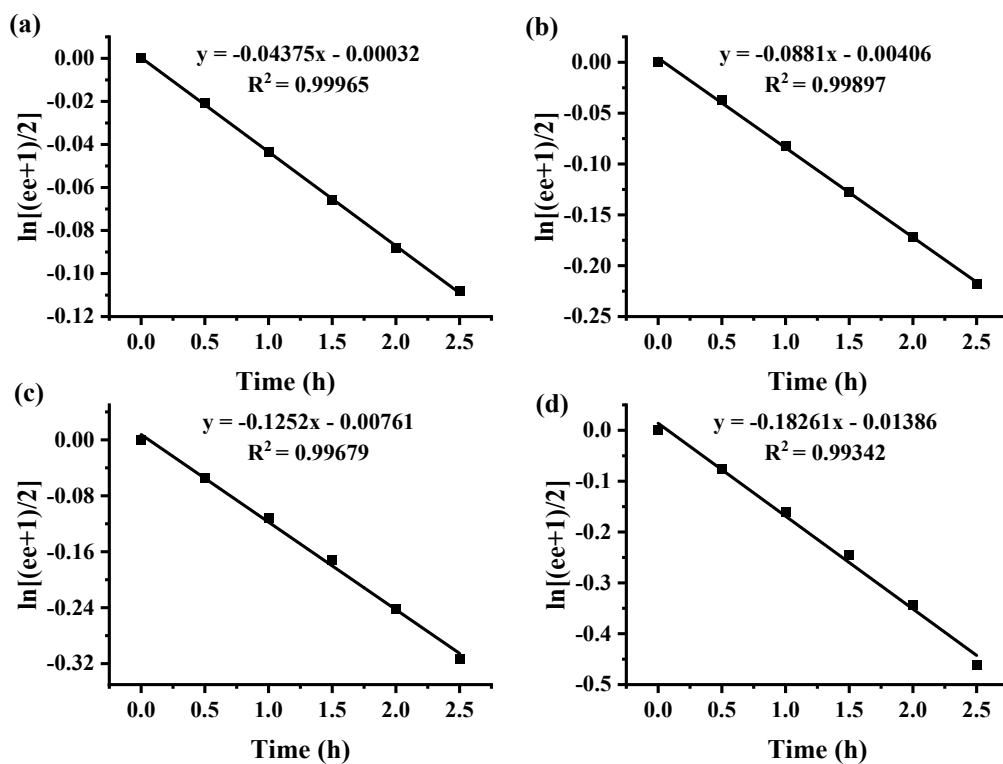 (a)
y = -0.04375x - 0.00032
R² = 0.99965
ln[(ee+1)/2]
0.00
-0.02
-0.04
-0.06
-0.08
-0.10
-0.12
0.0 0.5 1.0 1.5 2.0 2.5
Time (h)
(b)
y = -0.0881x - 0.00406
R² = 0.99897
ln[(ee+1)/2]
0.00
-0.05
-0.10
-0.15
-0.20
-0.25
0.0 0.5 1.0 1.5 2.0 2.5
Time (h)
(c)
y = -0.1252x - 0.00761
R² = 0.99679
ln[(ee+1)/2]
0.00
-0.08
-0.16
-0.24
-0.32
0.0 0.5 1.0 1.5 2.0 2.5
Time (h)
(d)
y = -0.18261x - 0.01386
R² = 0.99342
ln[(ee+1)/2]
0.0
-0.1
-0.2
-0.3
-0.4
-0.5
0.0 0.5 1.0 1.5 2.0 2.5
Time (h)